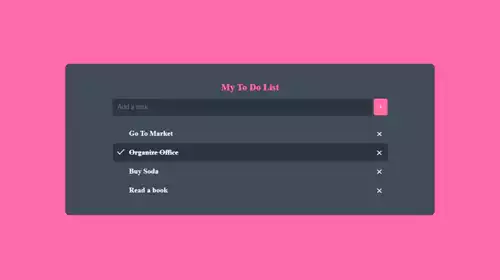 My To Do List
Add a task
+
Go To Market
×
Organize Office
×
Buy Soda
×
Read a book
×